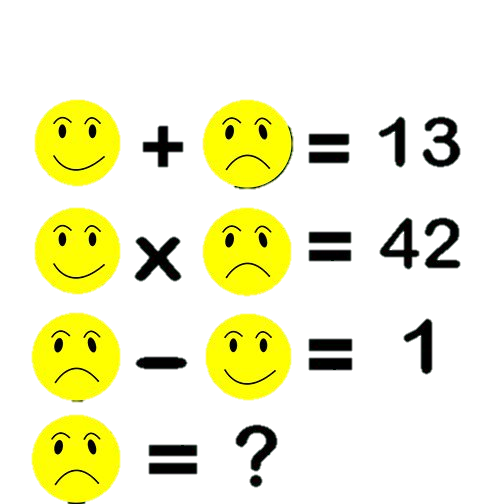 🙂 + 🙁 = 13
🙂 x 🙁 = 42
🙁 - 🙂 = 1
🙁 = ?